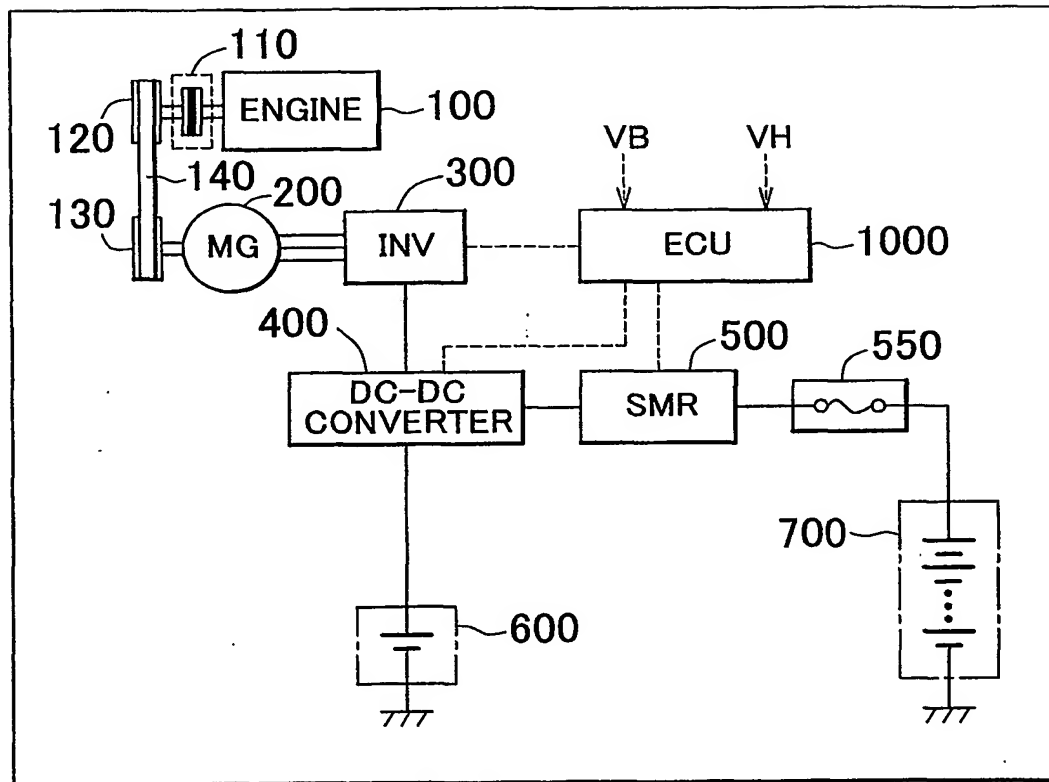 110
ENGINE
100
120
140
VB
VH
200
300
130
MG
INV
ECU
1000
400
500
550
DC-DC
CONVERTER
SMR
700
600